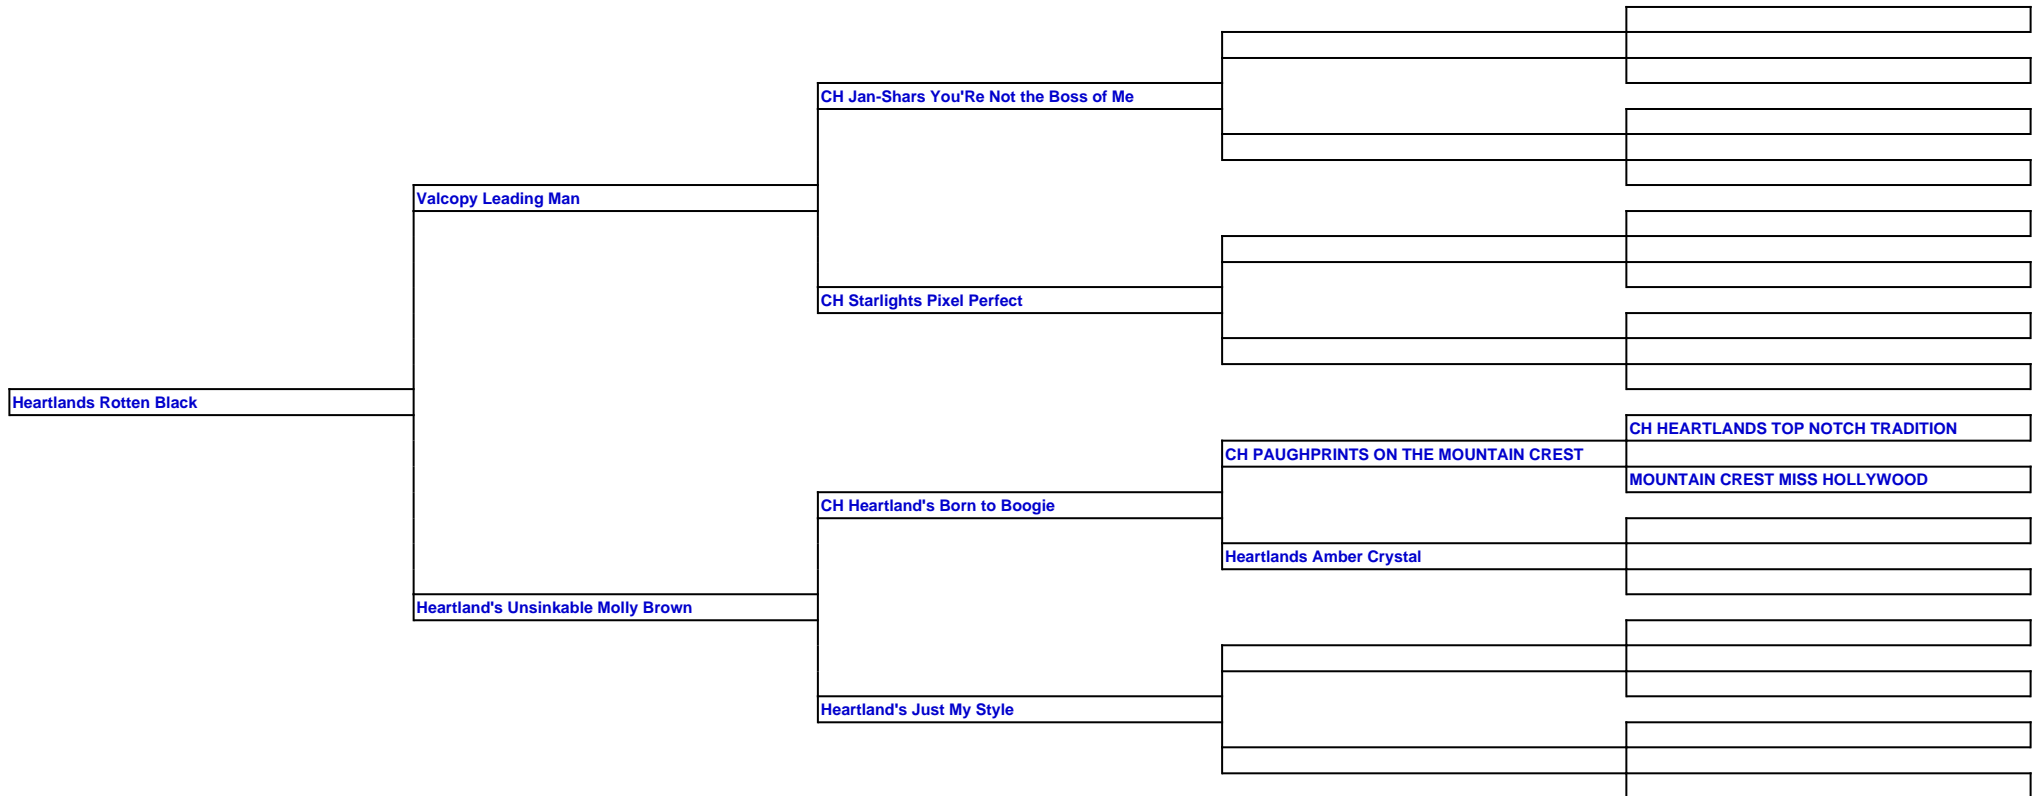 CH Jan-Shars You'Re Not the Boss of Me
Valcopy Leading Man
CH Starlights Pixel Perfect
Heartlands Rotten Black
CH HEARTLANDS TOP NOTCH TRADITION
CH PAUGHPRINTS ON THE MOUNTAIN CREST
MOUNTAIN CREST MISS HOLLYWOOD
CH Heartland's Born to Boogie
Heartlands Amber Crystal
Heartland's Unsinkable Molly Brown
Heartland's Just My Style